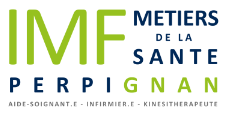 IMF METIERS
DE LA
SANTE
PERPIGNAN
AIDE-SOIGNANT.E - INFIRMIER.E - KINESITHERAPEUTE